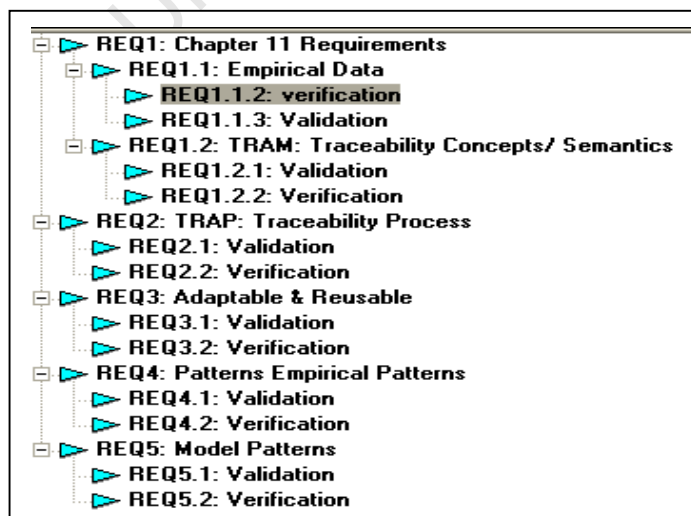 REQ1: Chapter 11 Requirements
REQ1.1: Empirical Data
REQ1.1.2: verification
REQ1.1.3: Validation
REQ1.2: TRAM: Traceability Concepts/ Semantics
REQ1.2.1: Validation
REQ1.2.2: Verification
REQ2: TRAP: Traceability Process
REQ2.1: Validation
REQ2.2: Verification
REQ3: Adaptable & Reusable
REQ3.1: Validation
REQ3.2: Verification
REQ4: Patterns Empirical Patterns
REQ4.1: Validation
REQ4.2: Verification
REQ5: Model Patterns
REQ5.1: Validation
REQ5.2: Verification